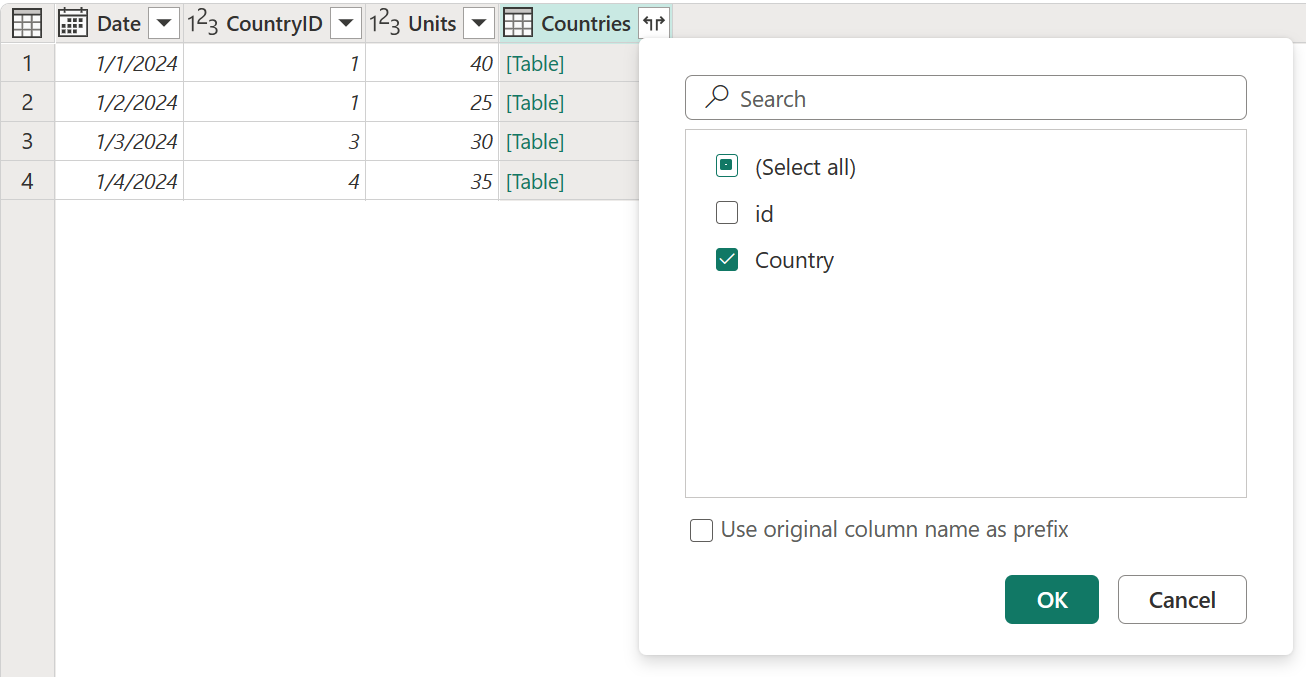 Date 1²3 CountryID 1²3 Units Countries
1 1/1/2024 1 40 [Table]
2 1/2/2024 1 25 [Table]
3 1/3/2024 3 30 [Table]
4 1/4/2024 4 35 [Table]
Search
(Select all)
id
Country
Use original column name as prefix
OK Cancel